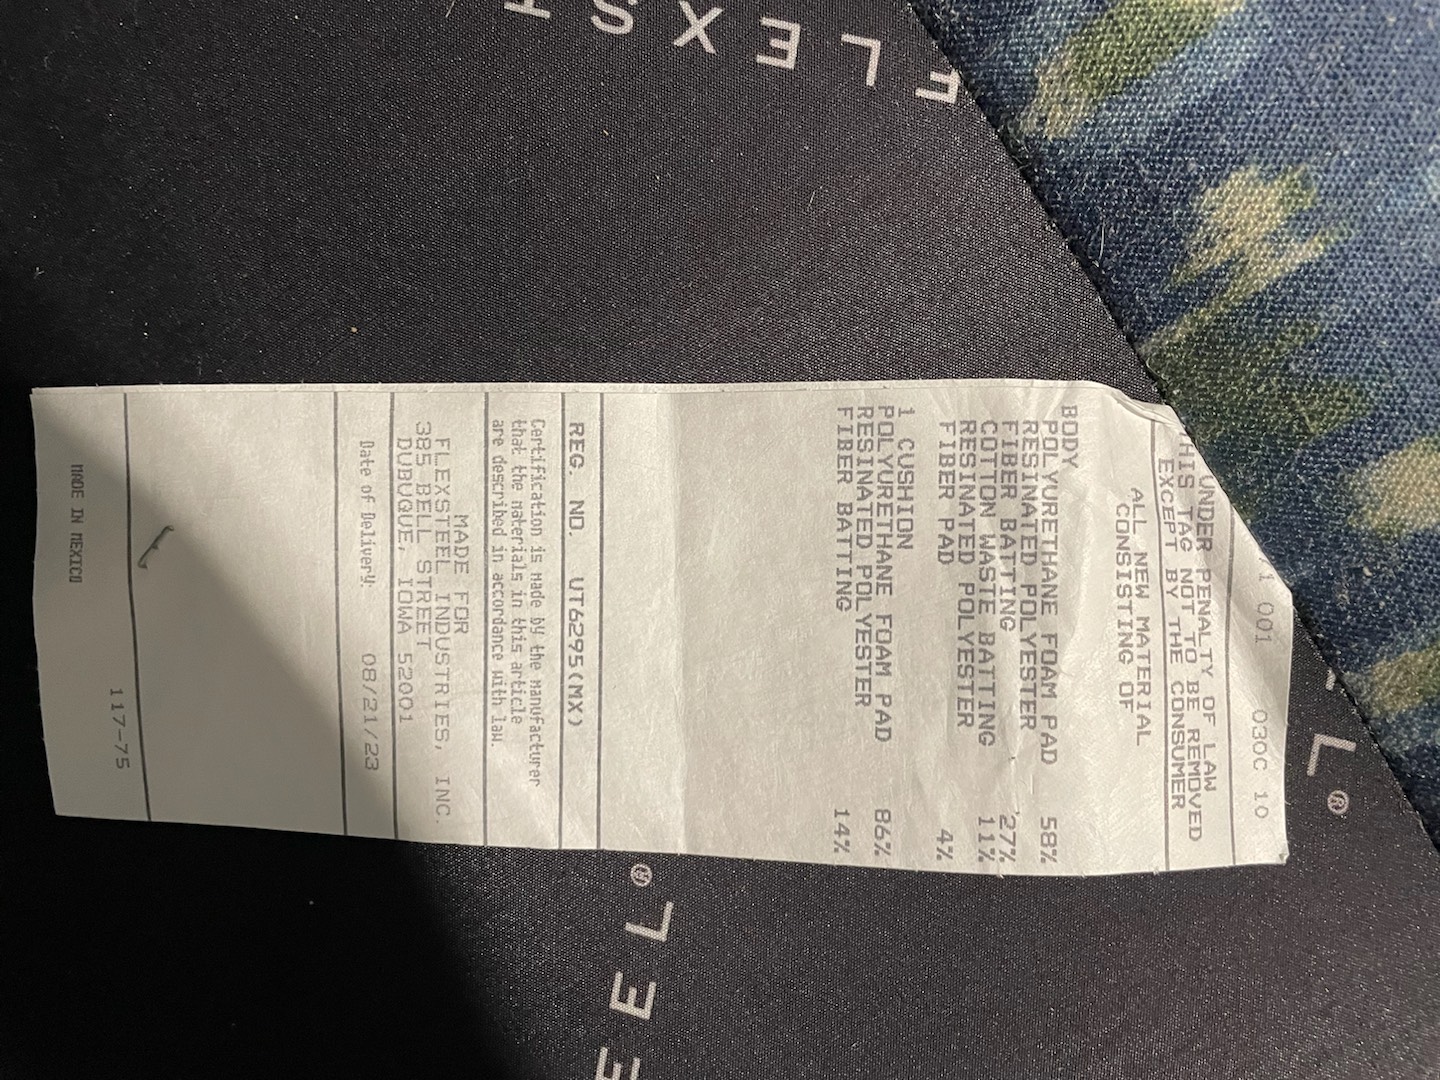 FLEXST
1 001 030C 10
UNDER PENALTY OF LAW
HIS TAG NOT TO BE REMOVED
EXCEPT BY THE CONSUMER
ALL NEW MATERIAL
CONSISTING OF
BODY
POLYURETHANE FOAM PAD 58%
RESINATED POLYESTER
FIBER BATTING 27%
COTTON WASTE BATTING 11%
RESINATED POLYESTER
FIBER PAD 4%
1 CUSHION
POLYURETHANE FOAM PAD 86%
RESINATED POLYESTER
FIBER BATTING 14%
REG. NO. UT6295(MX)
Certification is made by the manufacturer
that the materials in this article
are described in accordance with law.
MADE FOR
FLEXSTEEL INDUSTRIES, INC.
385 BELL STREET
DUBUQUE, IOWA 52001
Date of Delivery: 08/21/23
117-75
MADE IN MEXICO
L®
EEL®